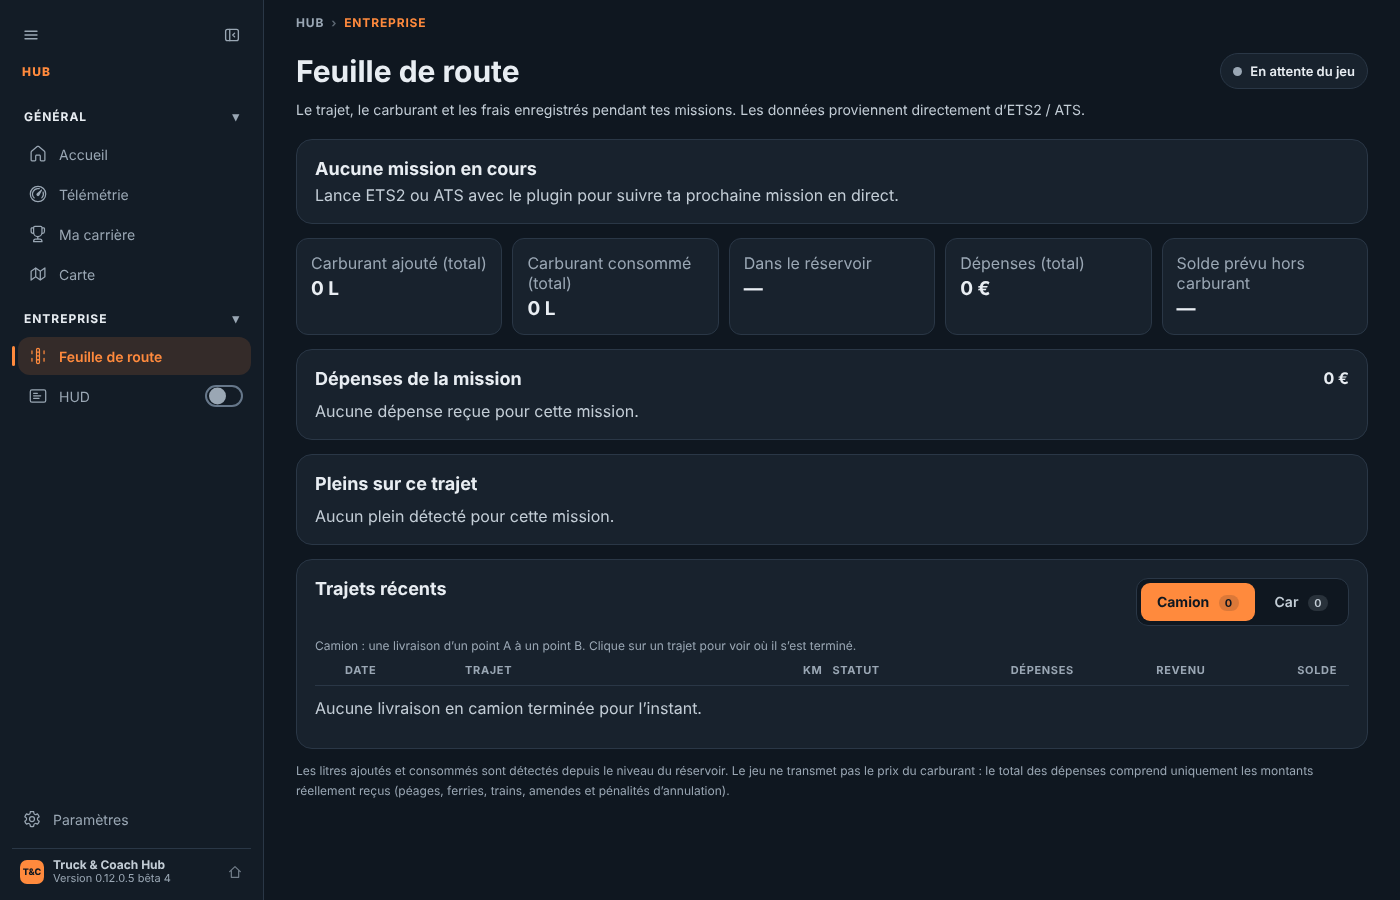 HUB
GÉNÉRAL ▼
Accueil
Télémétrie
Ma carrière
Carte
ENTREPRISE ▼
Feuille de route
HUD
Paramètres
T&C
Truck & Coach Hub
Version 0.12.0.5 bêta 4
HUB › ENTREPRISE
Feuille de route
En attente du jeu
Le trajet, le carburant et les frais enregistrés pendant tes missions. Les données proviennent directement d’ETS2 / ATS.
Aucune mission en cours
Lance ETS2 ou ATS avec le plugin pour suivre ta prochaine mission en direct.
Carburant ajouté (total)
0 L
Carburant consommé
(total)
0 L
Dans le réservoir
—
Dépenses (total)
0 €
Solde prévu hors
carburant
—
Dépenses de la mission 0 €
Aucune dépense reçue pour cette mission.
Pleins sur ce trajet
Aucun plein détecté pour cette mission.
Trajets récents
Camion 0 Car 0
Camion : une livraison d’un point A à un point B. Clique sur un trajet pour voir où il s’est terminé.
DATE TRAJET KM STATUT DÉPENSES REVENU SOLDE
Aucune livraison en camion terminée pour l’instant.
Les litres ajoutés et consommés sont détectés depuis le niveau du réservoir. Le jeu ne transmet pas le prix du carburant : le total des dépenses comprend uniquement les montants
réellement reçus (péages, ferries, trains, amendes et pénalités d’annulation).